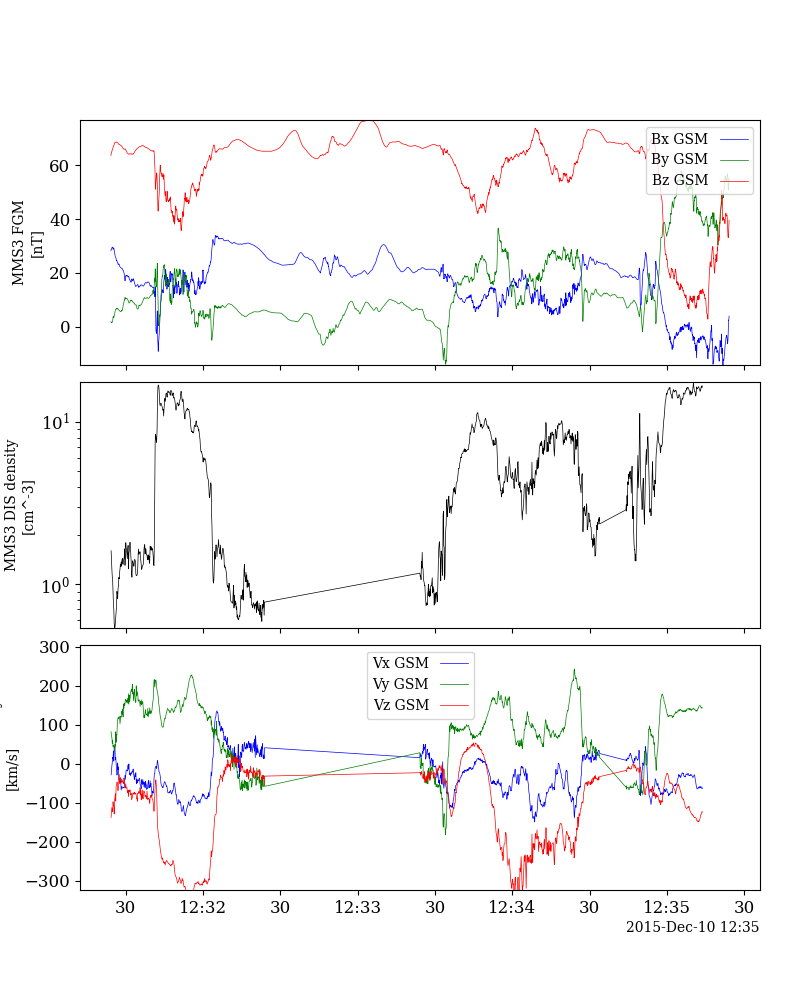 MMS3 FGM
[nT]
60
40
20
0
Bx GSM
By GSM
Bz GSM
MMS3 DIS density
[cm^-3]
10^1
10^0
[km/s]
300
200
100
0
−100
−200
−300
Vx GSM
Vy GSM
Vz GSM
30 12:32 30 12:33 30 12:34 30 12:35 30
2015-Dec-10 12:35